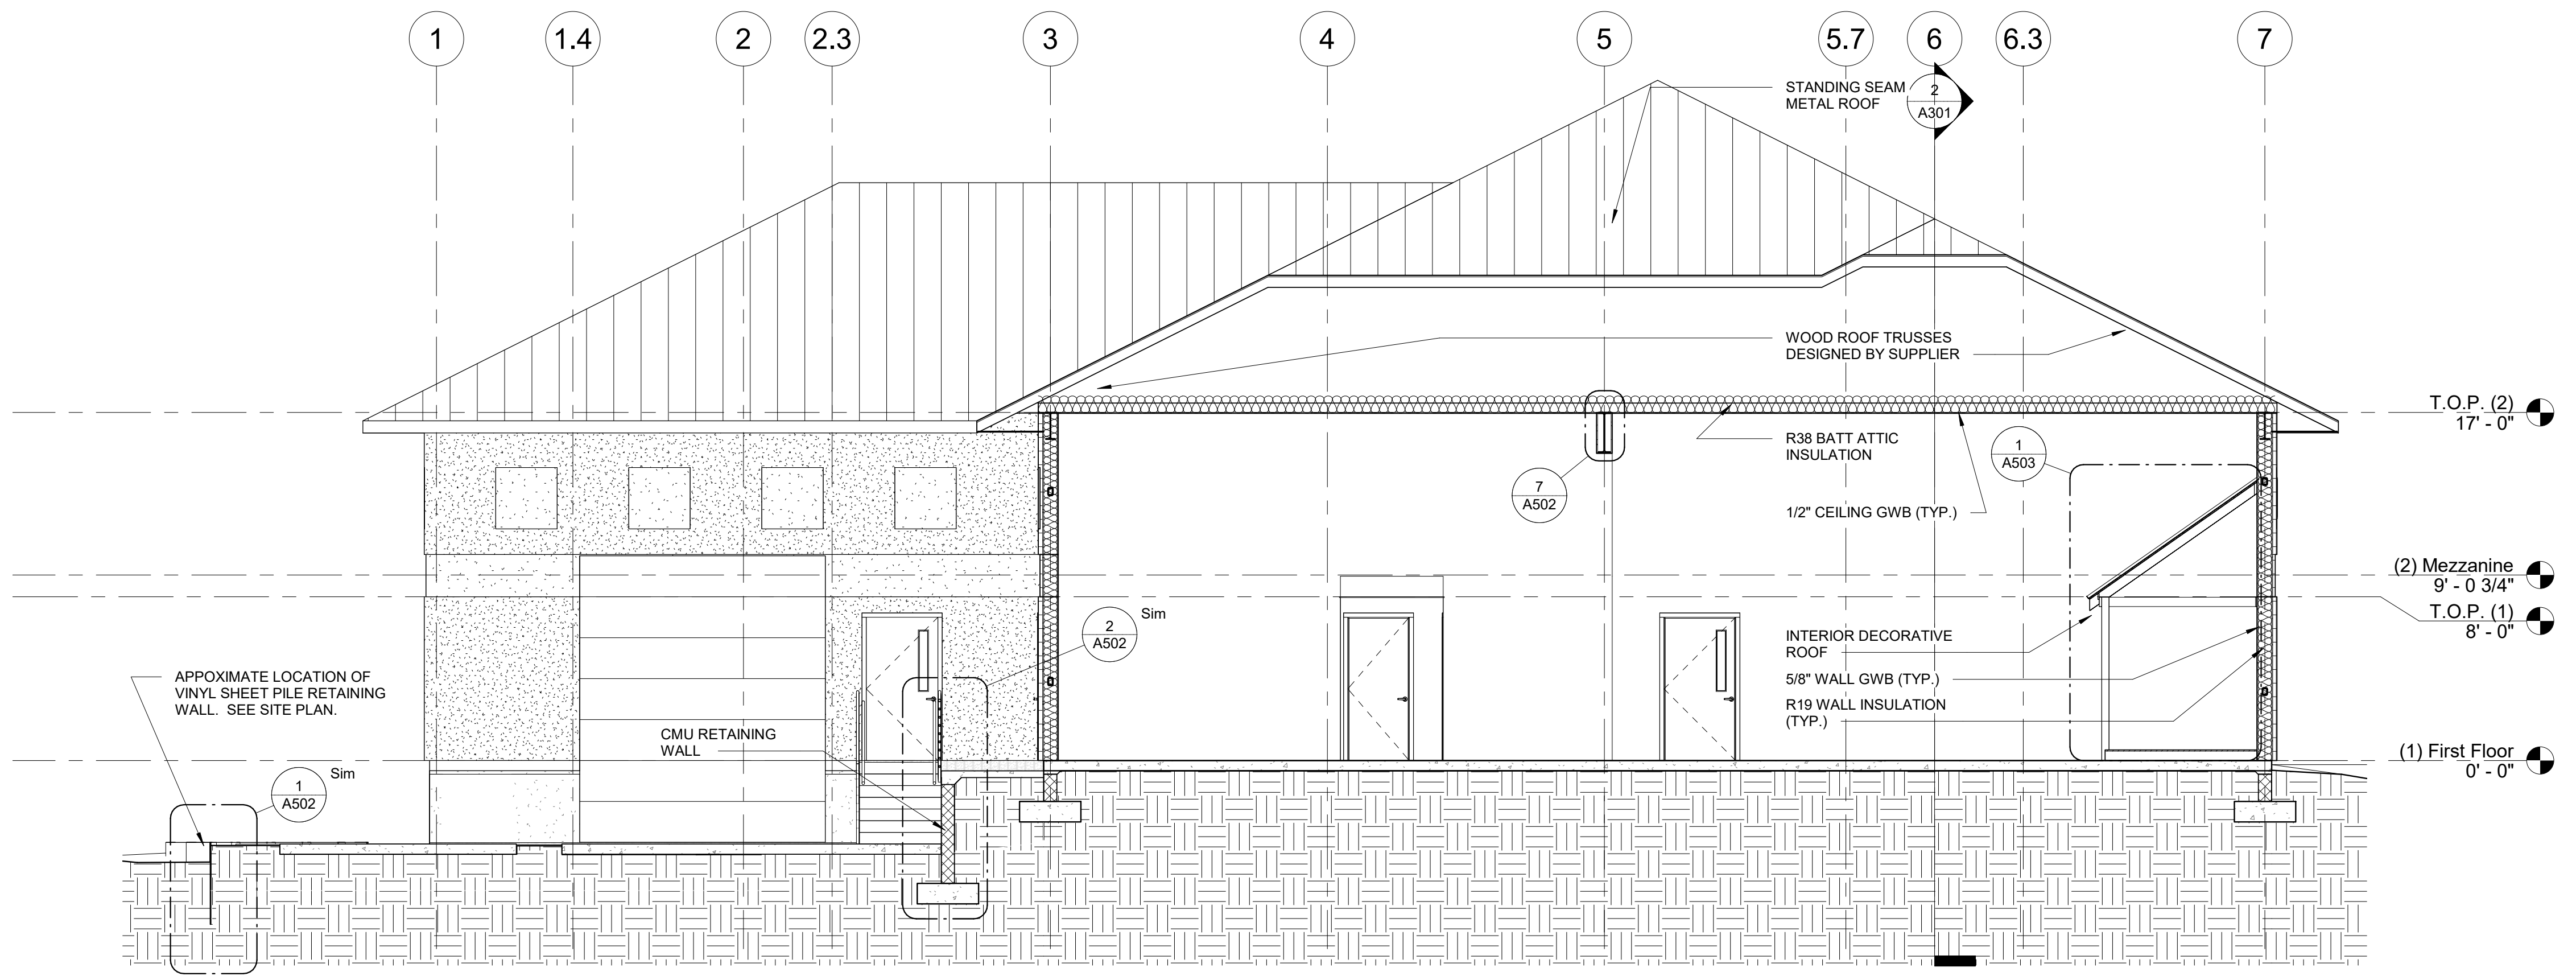 1
1.4
2
2.3
3
4
5
5.7
6
6.3
7
STANDING SEAM
METAL ROOF
2
A301
WOOD ROOF TRUSSES
DESIGNED BY SUPPLIER
T.O.P. (2)
17' - 0"
R38 BATT ATTIC
INSULATION
1
A503
7
A502
1/2" CEILING GWB (TYP.)
(2) Mezzanine
9' - 0 3/4"
T.O.P. (1)
8' - 0"
2
A502
Sim
INTERIOR DECORATIVE
ROOF
5/8" WALL GWB (TYP.)
R19 WALL INSULATION
(TYP.)
APPOXIMATE LOCATION OF
VINYL SHEET PILE RETAINING
WALL.  SEE SITE PLAN.
CMU RETAINING
WALL
(1) First Floor
0' - 0"
1
A502
Sim